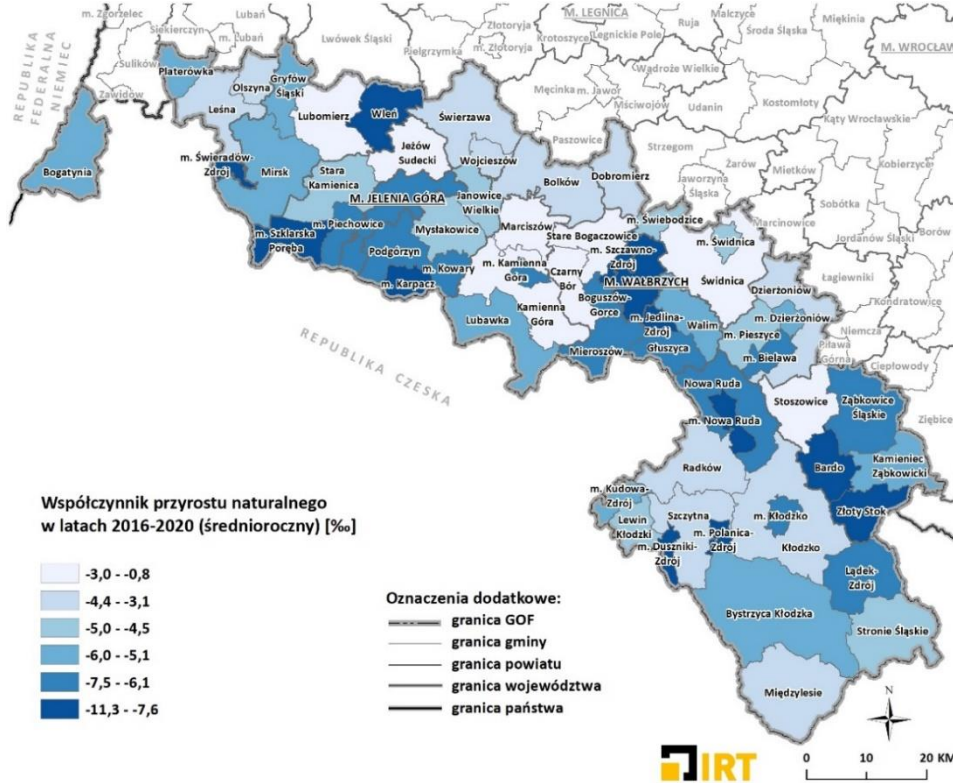 m. Zgorzelec
Lubań
Siekierczyn
m. Lubań
Sulików
Zawidów
REPUBLIKA
FEDERALNA
NIEMIEC
Lwówek Śląski
Pielgrzymka
Złotoryja
m. Złotoryja
M. LEGNICA
Krotoszyce
Legnickie Pole
Ruja
Malczyce
Środa Śląska
Miękinia
M. WROCŁAW
Wądroże Wielkie
Męcinka
m. Jawor
Mściwojów
Udanin
Kostomłoty
Kąty Wrocławskie
Paszowice
Strzegom
Żarów
Mietków
Kobierzyce
Jaworzyna
Śląska
Sobótka
Marcinowice
Jordanów Śląski
Borów
Łagiewniki
Kondratowice
Niemcza
Piława
Górna
Ciepłowody
Ziębice
Platerówka
Olszyna
Gryfów
Śląski
Leśna
Lubomierz
Wleń
Świerzawa
Bogatynia
m. Świeradów-
Zdrój
Mirsk
Stara
Kamienica
Jeżów
Sudecki
Wojcieszów
Bolków
Dobromierz
M. JELENIA GÓRA
Janowice
Wielkie
m. Piechowice
Mysłakowice
Marciszów
Stare Bogaczowice
m. Świebodzice
m. Świdnica
m. Szklarska
Poręba
Podgórzyn
m. Kowary
m. Karpacz
m. Kamienna
Góra
Czarny
Bór
m. Szczawno-
Zdrój
M. WAŁBRZYCH
Świdnica
Dzierżoniów
Kamienna
Góra
Boguszów-
Gorce
Lubawka
m. Jedlina-
Zdrój
Walim
m. Dzierżoniów
m. Pieszyce
Mieroszów
Głuszyca
m. Bielawa
REPUBLIKA CZESKA
Nowa Ruda
m. Nowa Ruda
Stoszowice
Ząbkowice
Śląskie
Radków
Bardo
Kamieniec
Ząbkowicki
m. Kudowa-
Zdrój
Lewin
Kłodzki
Szczytna
m. Kłodzko
Złoty Stok
m. Duszniki-
Zdrój
m. Polanica-
Zdrój
Kłodzko
Lądek-
Zdrój
Bystrzyca Kłodzka
Stronie Śląskie
Międzylesie
Współczynnik przyrostu naturalnego
w latach 2016-2020 (średnioroczny) [‰]
-3,0 - -0,8
-4,4 - -3,1
-5,0 - -4,5
-6,0 - -5,1
-7,5 - -6,1
-11,3 - -7,6
Oznaczenia dodatkowe:
granica GOF
granica gminy
granica powiatu
granica województwa
granica państwa
N
IRT
0 10 20 KM